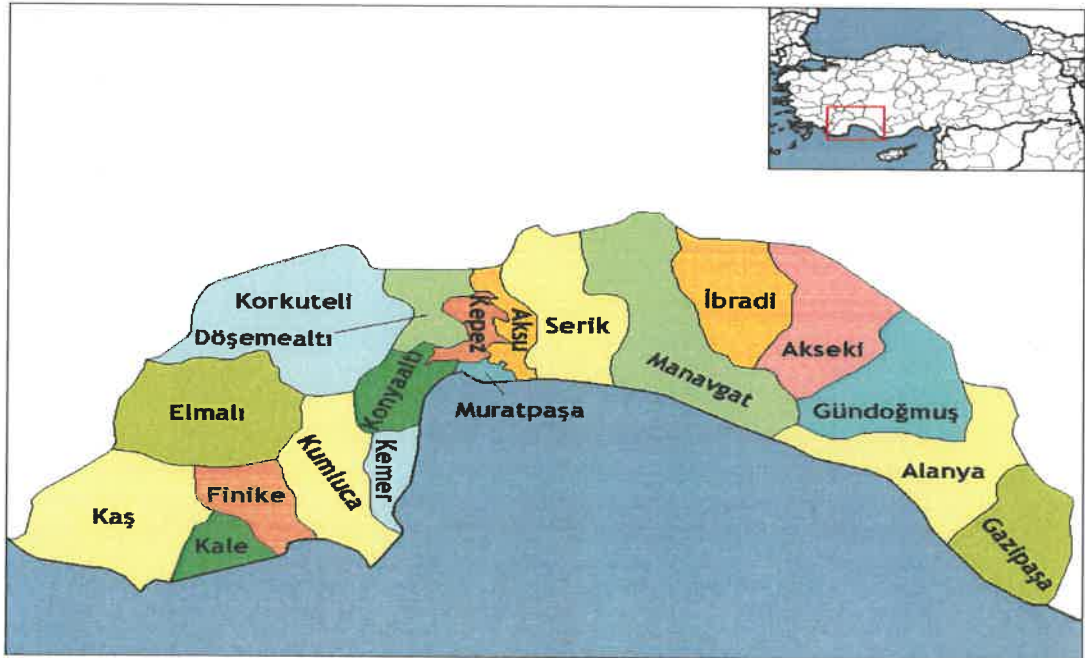 Korkuteli
Döşemealtı
Kepez
Aksu
Serik
İbradi
Akseki
Manavgat
Gündoğmuş
Konyaaltı
Muratpaşa
Elmalı
Kumluca
Kemer
Alanya
Finike
Kaş
Kale
Gazipaşa